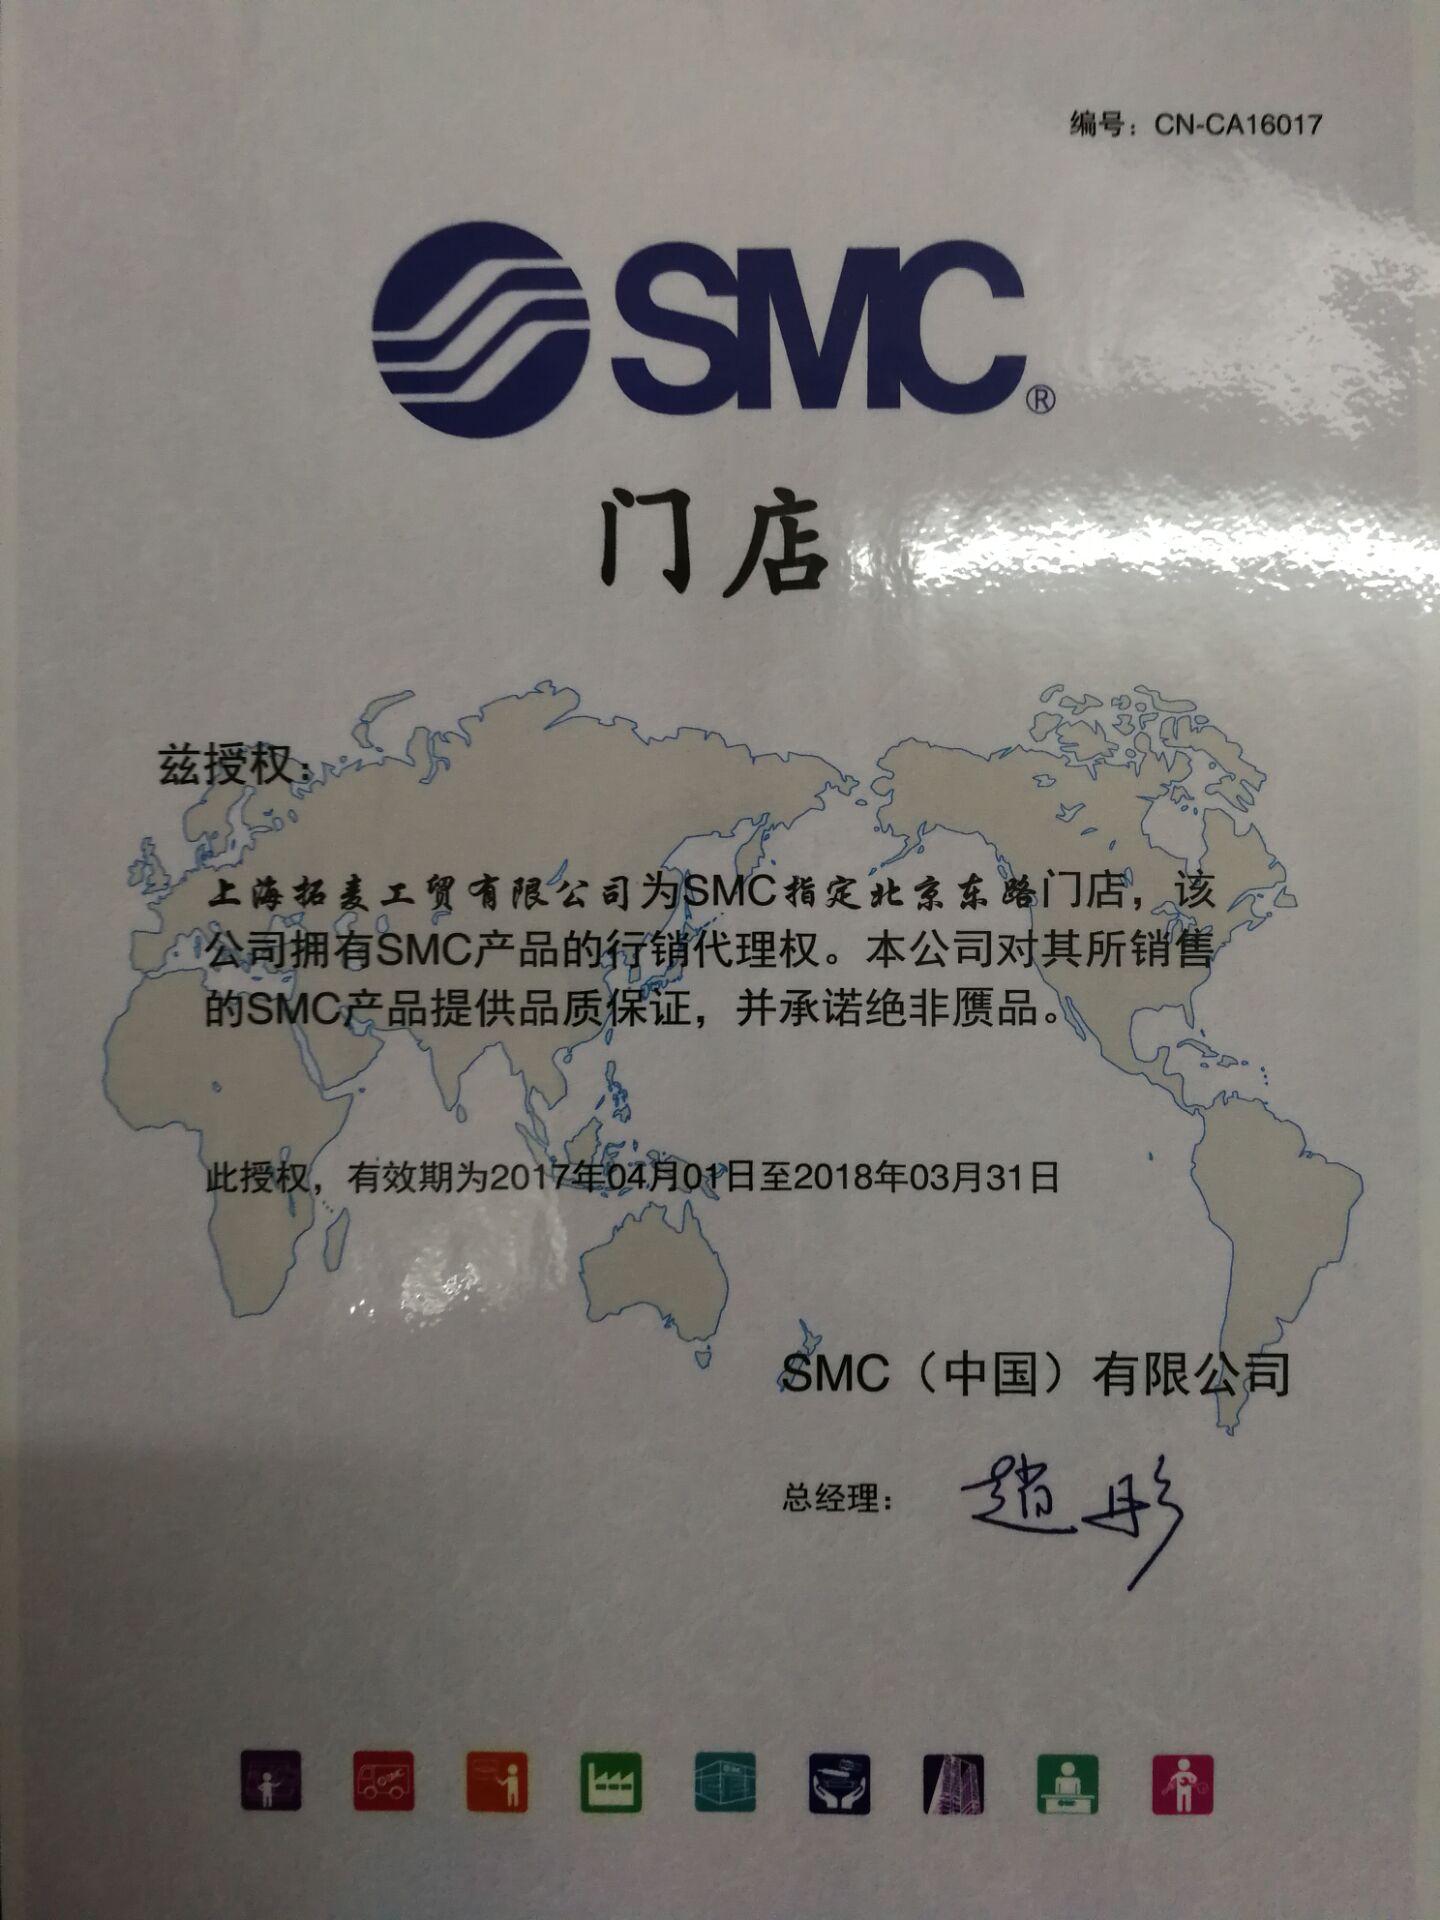 编号：CN-CA16017
SMC®
门店
兹授权：
上海拓麦工贸有限公司为SMC指定北京东路门店，该
公司拥有SMC产品的行销代理权。本公司对其所销售
的SMC产品提供品质保证，并承诺绝非赝品。
此授权，有效期为2017年04月01日至2018年03月31日
SMC（中国）有限公司
总经理：赵彤